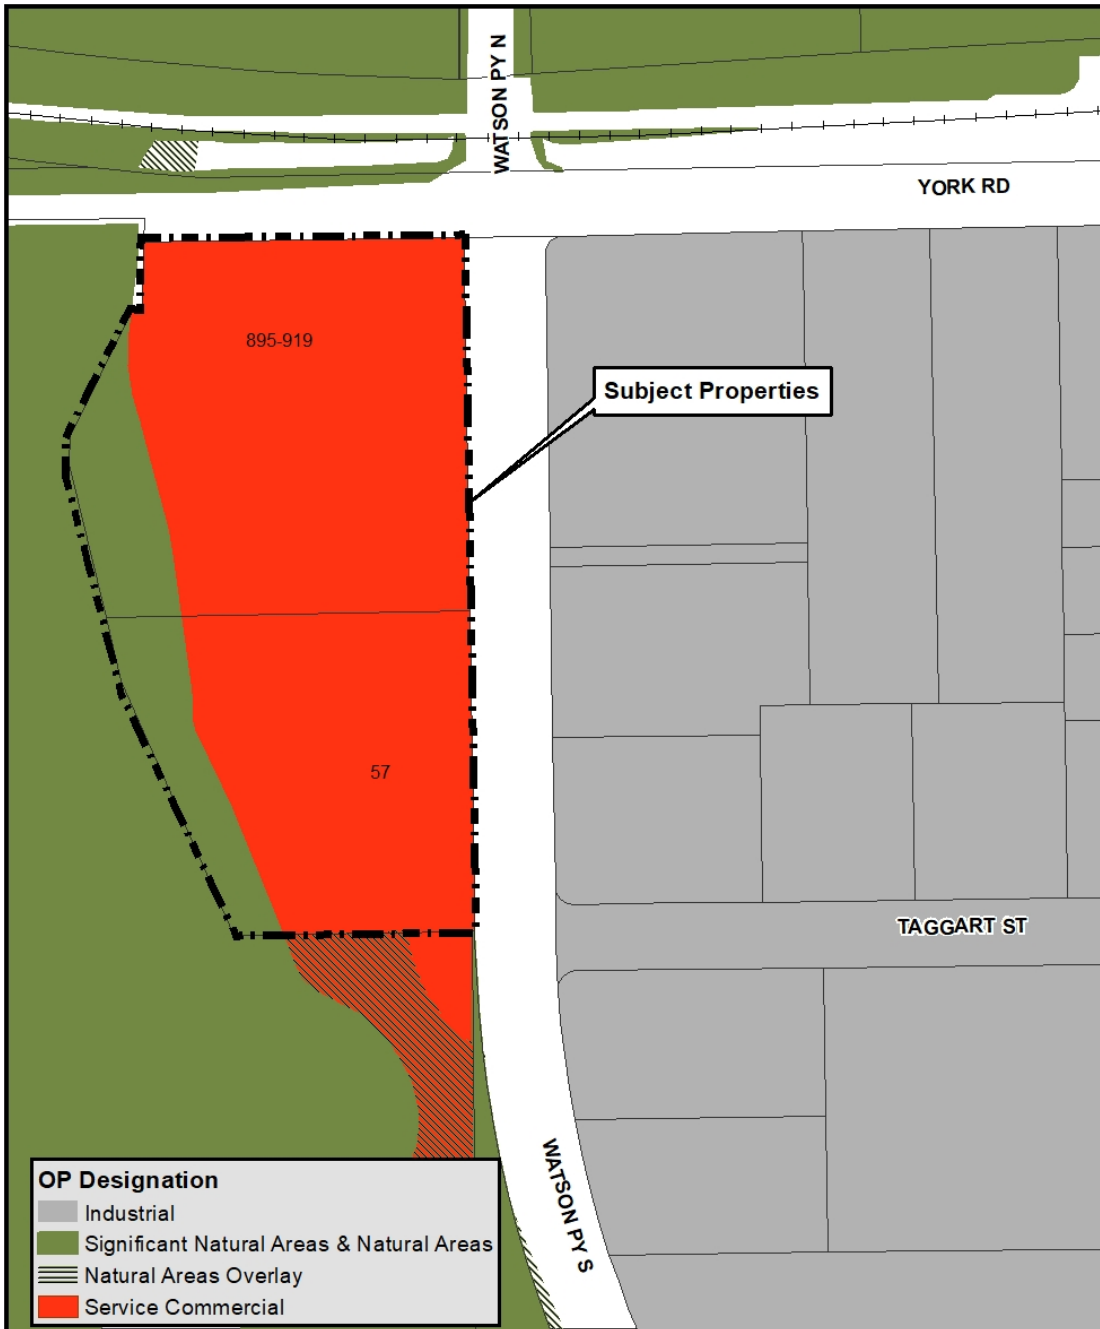 WATSON PY N
YORK RD
895-919
Subject Properties
57
TAGGART ST
WATSON PY S
OP Designation
Industrial
Significant Natural Areas & Natural Areas
Natural Areas Overlay
Service Commercial